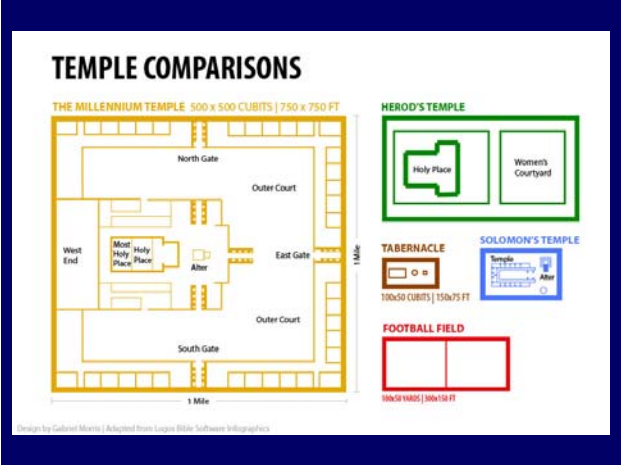 TEMPLE COMPARISONS
THE MILLENNIUM TEMPLE 500 x 500 CUBITS | 750 x 750 FT
North Gate
Outer Court
West
End
Most
Holy
Place
Holy
Place
Alter
East Gate
Outer Court
South Gate
1 Mile
1 Mile
HEROD'S TEMPLE
Holy Place
Women's
Courtyard
TABERNACLE
100x50 CUBITS | 150x75 FT
SOLOMON'S TEMPLE
Temple
Alter
FOOTBALL FIELD
100x50 YARDS | 300x150 FT
Design by Gabriel Morris | Adapted from Logos Bible Software Infographics